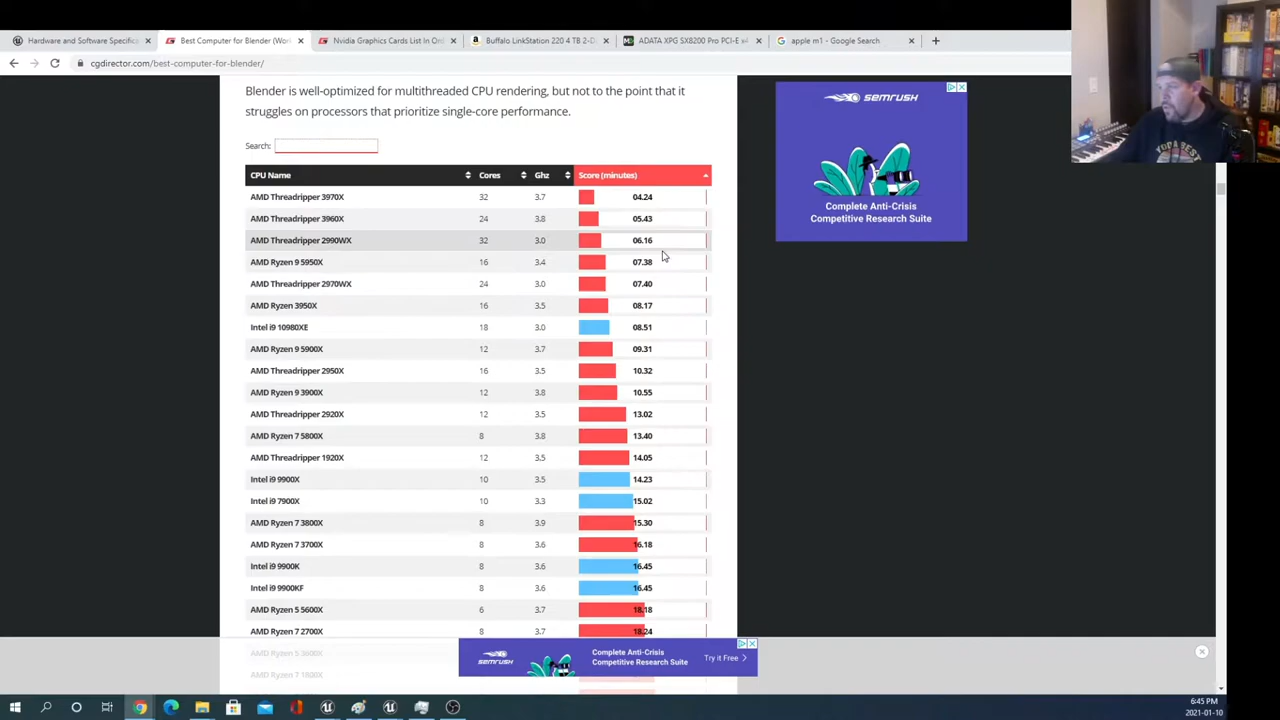 Hardware and Software Specific
Best Computer for Blender (Wor
Nvidia Graphics Cards List In Ord
Buffalo LinkStation 220 4 TB 2-D
ADATA XPG SX8200 Pro PCI-E x4
apple m1 - Google Search
cgdirector.com/best-computer-for-blender/
Blender is well-optimized for multithreaded CPU rendering, but not to the point that it
struggles on processors that prioritize single-core performance.
Search:
CPU Name Cores Ghz Score (minutes)
AMD Threadripper 3970X 32 3.7 04.24
AMD Threadripper 3960X 24 3.8 05.43
AMD Threadripper 2990WX 32 3.0 06.16
AMD Ryzen 9 5950X 16 3.4 07.38
AMD Threadripper 2970WX 24 3.0 07.40
AMD Ryzen 3950X 16 3.5 08.17
Intel i9 10980XE 18 3.0 08.51
AMD Ryzen 9 5900X 12 3.7 09.31
AMD Threadripper 2950X 16 3.5 10.32
AMD Ryzen 9 3900X 12 3.8 10.55
AMD Threadripper 2920X 12 3.5 13.02
AMD Ryzen 7 5800X 8 3.8 13.40
AMD Threadripper 1920X 12 3.5 14.05
Intel i9 9900X 10 3.5 14.23
Intel i9 7900X 10 3.3 15.02
AMD Ryzen 7 3800X 8 3.9 15.30
AMD Ryzen 7 3700X 8 3.6 16.18
Intel i9 9900K 8 3.6 16.45
Intel i9 9900KF 8 3.6 16.45
AMD Ryzen 5 5600X 6 3.7 18.18
AMD Ryzen 7 2700X 8 3.7 18.24
AMD Ryzen 5 3600X
AMD Ryzen 7 1800X
SEMRUSH
Complete Anti-Crisis
Competitive Research Suite
SEMRUSH
Complete Anti-Crisis
Competitive Research Suite
Try it Free
YODA BEST
6:45 PM
2021-01-10